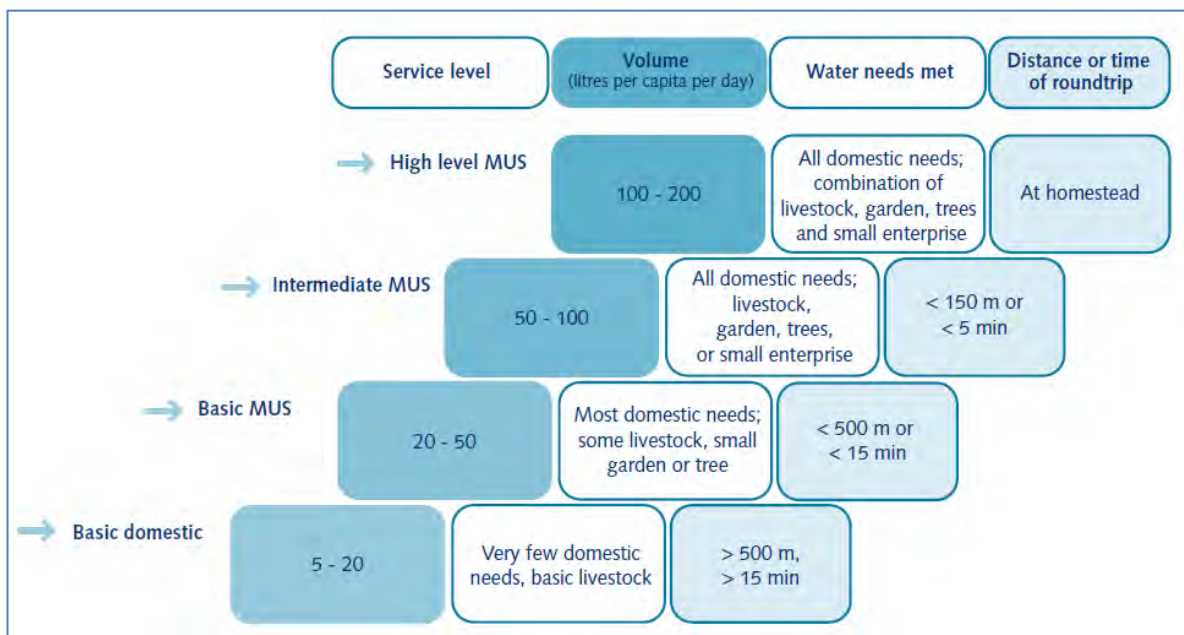 Service level
Volume
(litres per capita per day)
Water needs met
Distance or time
of roundtrip
High level MUS
100 - 200
All domestic needs;
combination of
livestock, garden, trees
and small enterprise
At homestead
Intermediate MUS
50 - 100
All domestic needs;
livestock,
garden, trees,
or small enterprise
< 150 m or
< 5 min
Basic MUS
20 - 50
Most domestic needs;
some livestock, small
garden or tree
< 500 m or
< 15 min
Basic domestic
5 - 20
Very few domestic
needs, basic livestock
> 500 m,
> 15 min